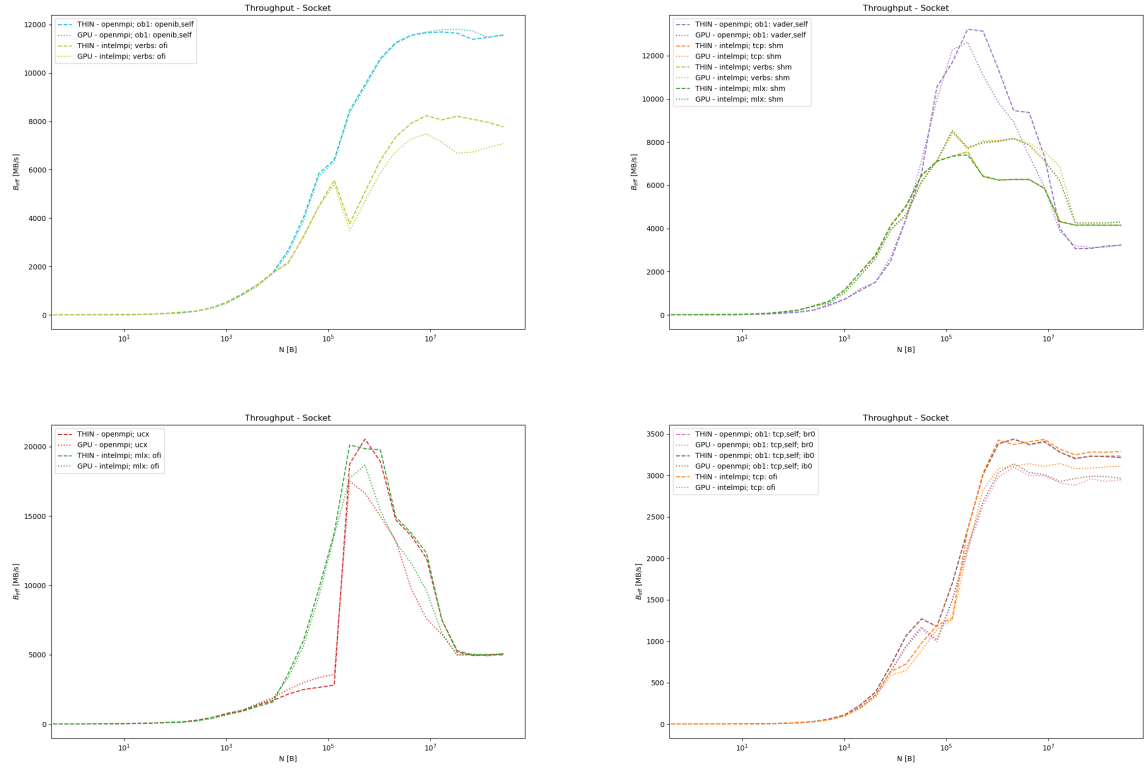 Throughput - Socket
THIN - openmpi; ob1: openib,self
GPU - openmpi; ob1: openib,self
THIN - intelmpi; verbs: ofi
GPU - intelmpi; verbs: ofi
12000
10000
8000
6000
4000
2000
0
B_eff [MB/s]
10^1
10^3
10^5
10^7
N [B]
Throughput - Socket
THIN - openmpi; ob1: vader,self
GPU - openmpi; ob1: vader,self
THIN - intelmpi; tcp: shm
GPU - intelmpi; tcp: shm
THIN - intelmpi; verbs: shm
GPU - intelmpi; verbs: shm
THIN - intelmpi; mlx: shm
GPU - intelmpi; mlx: shm
12000
10000
8000
6000
4000
2000
0
B_eff [MB/s]
10^1
10^3
10^5
10^7
N [B]
Throughput - Socket
THIN - openmpi; ucx
GPU - openmpi; ucx
THIN - intelmpi; mlx: ofi
GPU - intelmpi; mlx: ofi
20000
15000
10000
5000
0
B_eff [MB/s]
10^1
10^3
10^5
10^7
N [B]
Throughput - Socket
THIN - openmpi; ob1: tcp,self; br0
GPU - openmpi; ob1: tcp,self; br0
THIN - openmpi; ob1: tcp,self; ib0
GPU - openmpi; ob1: tcp,self; ib0
THIN - intelmpi; tcp: ofi
GPU - intelmpi; tcp: ofi
3500
3000
2500
2000
1500
1000
500
0
B_eff [MB/s]
10^1
10^3
10^5
10^7
N [B]